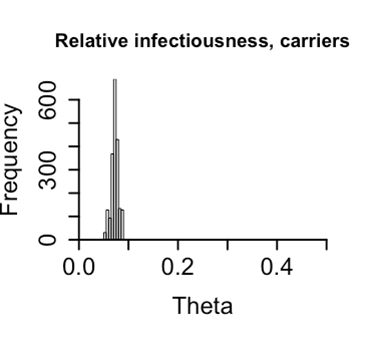 Relative infectiousness, carriers
Frequency
600
300
0
0.0 0.2 0.4
Theta